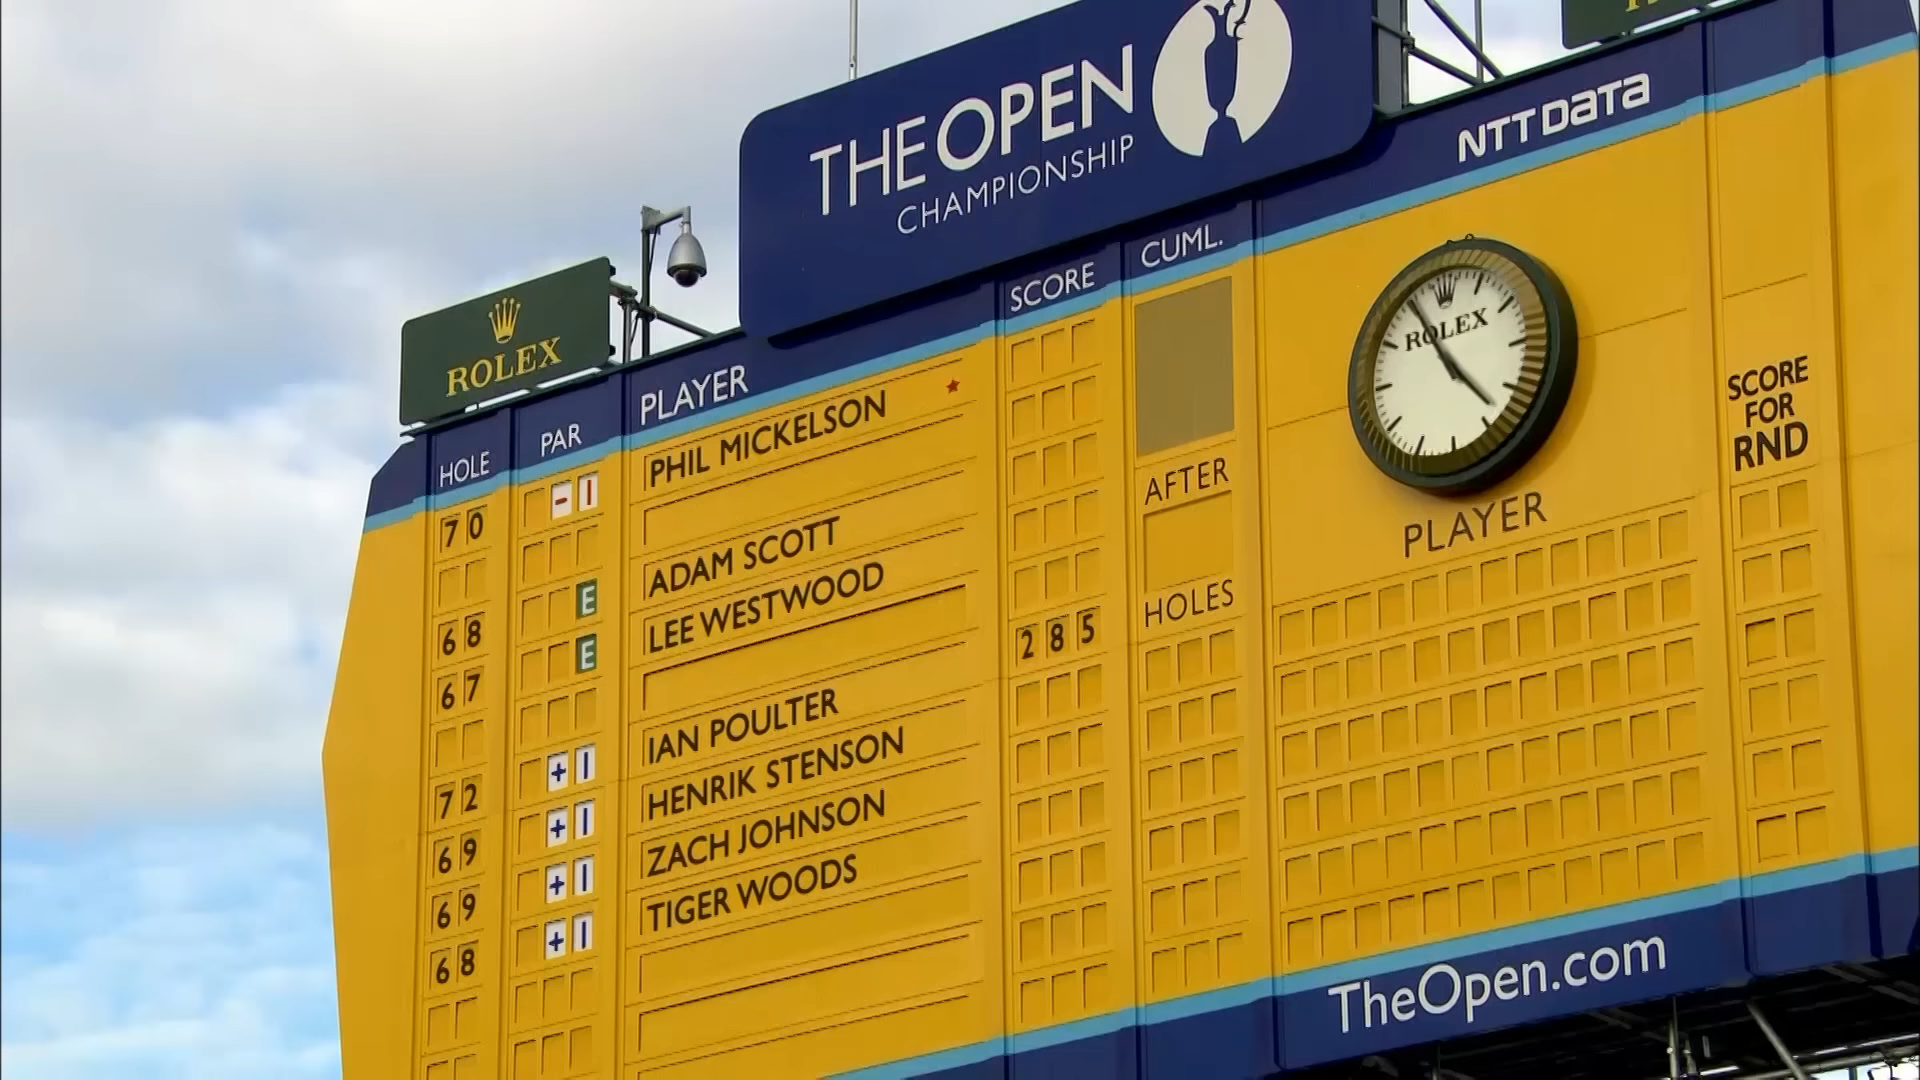 THE OPEN
CHAMPIONSHIP
NTT DATA
ROLEX
HOLE PAR PLAYER SCORE CUML.
70 -1 PHIL MICKELSON
68 E ADAM SCOTT
67 E LEE WESTWOOD
72 +1 IAN POULTER 285
69 +1 HENRIK STENSON
69 +1 ZACH JOHNSON
68 +1 TIGER WOODS
AFTER
HOLES
ROLEX
PLAYER
SCORE
FOR
RND
TheOpen.com